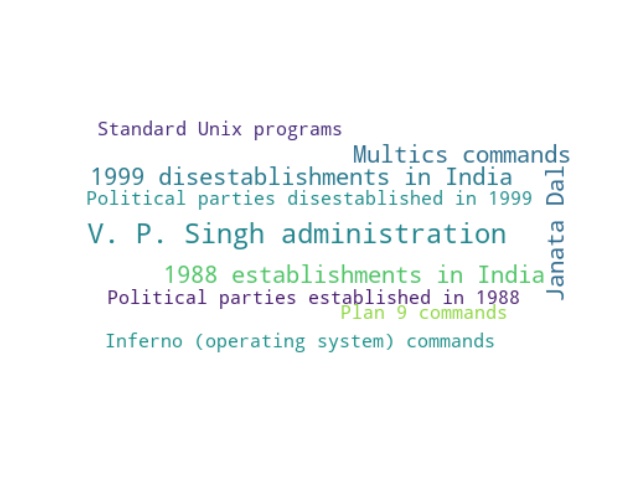 Standard Unix programs
Multics commands
1999 disestablishments in India
Political parties disestablished in 1999
Janata Dal
V. P. Singh administration
1988 establishments in India
Political parties established in 1988
Plan 9 commands
Inferno (operating system) commands